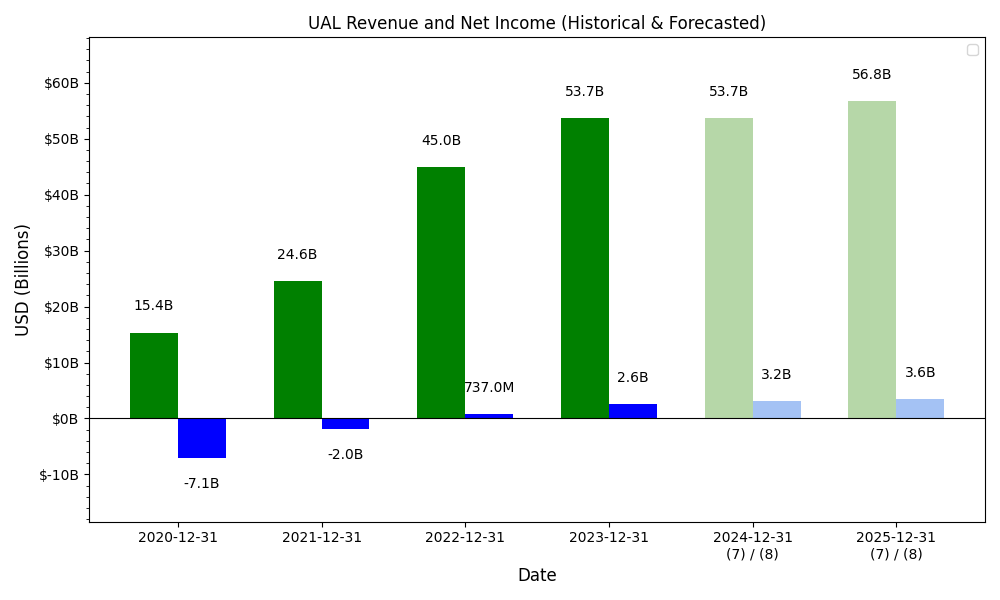 UAL Revenue and Net Income (Historical & Forecasted)
USD (Billions)
$60B
$50B
$40B
$30B
$20B
$10B
$0B
$-10B
15.4B
-7.1B
24.6B
-2.0B
45.0B
737.0M
53.7B
2.6B
53.7B
3.2B
56.8B
3.6B
2020-12-31
2021-12-31
2022-12-31
2023-12-31
2024-12-31
(7) / (8)
2025-12-31
(7) / (8)
Date